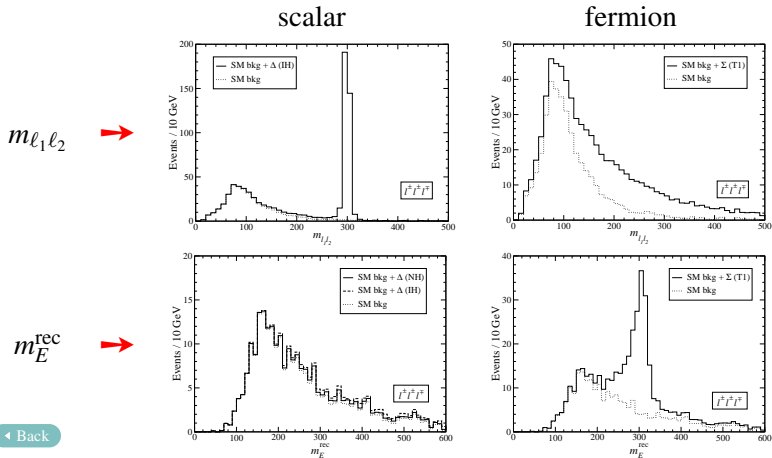 scalar
fermion
m_{ℓ1ℓ2}
200
150
100
50
0
Events / 10 GeV
SM bkg + Δ (IH)
SM bkg
l^± l^± l^∓
0 100 200 300 400 500
m_{l1l2}
50
40
30
20
10
0
Events / 10 GeV
SM bkg + Σ (T1)
SM bkg
l^± l^± l^∓
0 100 200 300 400 500
m_{l1l2}
m_E^rec
20
15
10
5
0
Events / 10 GeV
SM bkg + Δ (NH)
SM bkg + Δ (IH)
SM bkg
l^± l^± l^∓
0 100 200 300 400 500 600
m_E^rec
40
30
20
10
0
Events / 10 GeV
SM bkg + Σ (T1)
SM bkg
l^± l^± l^∓
0 100 200 300 400 500 600
m_E^rec
Back